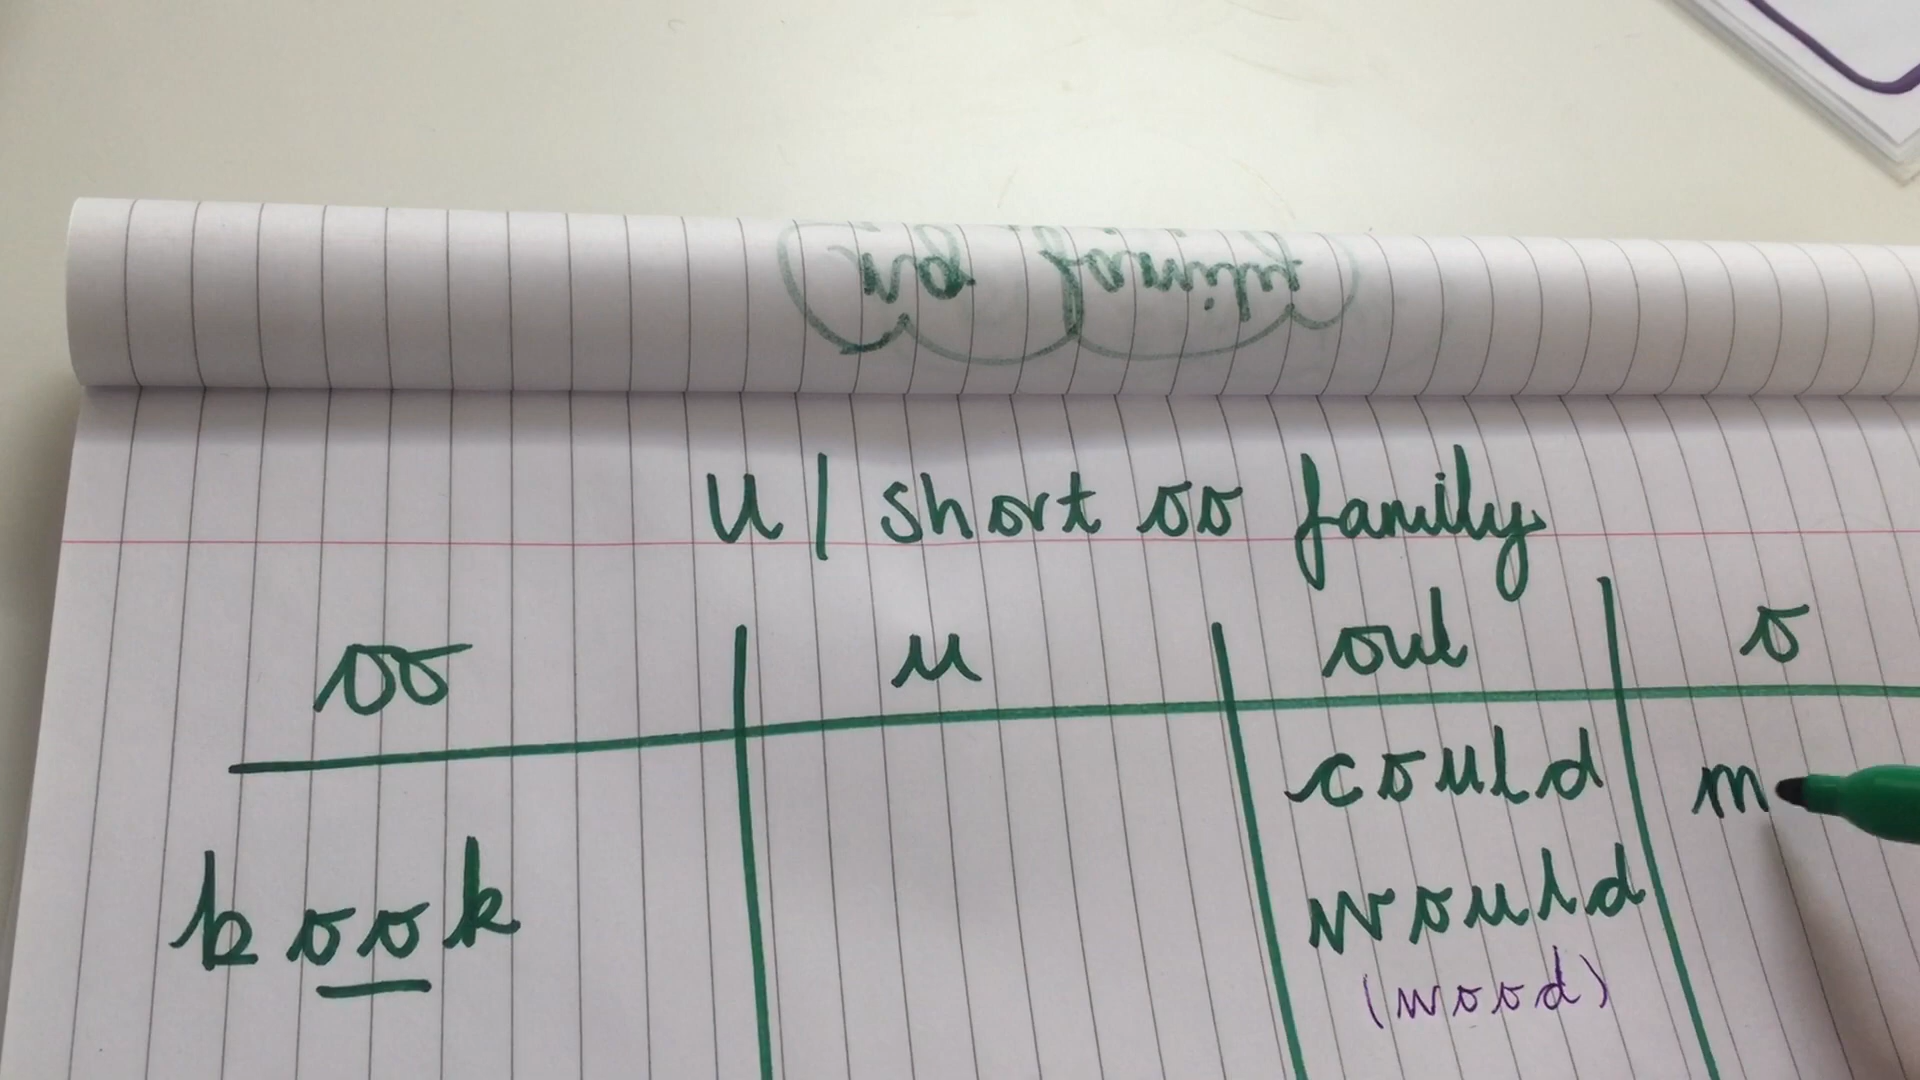 u / short oo family
oo u oul o
could m
book would
(wood)